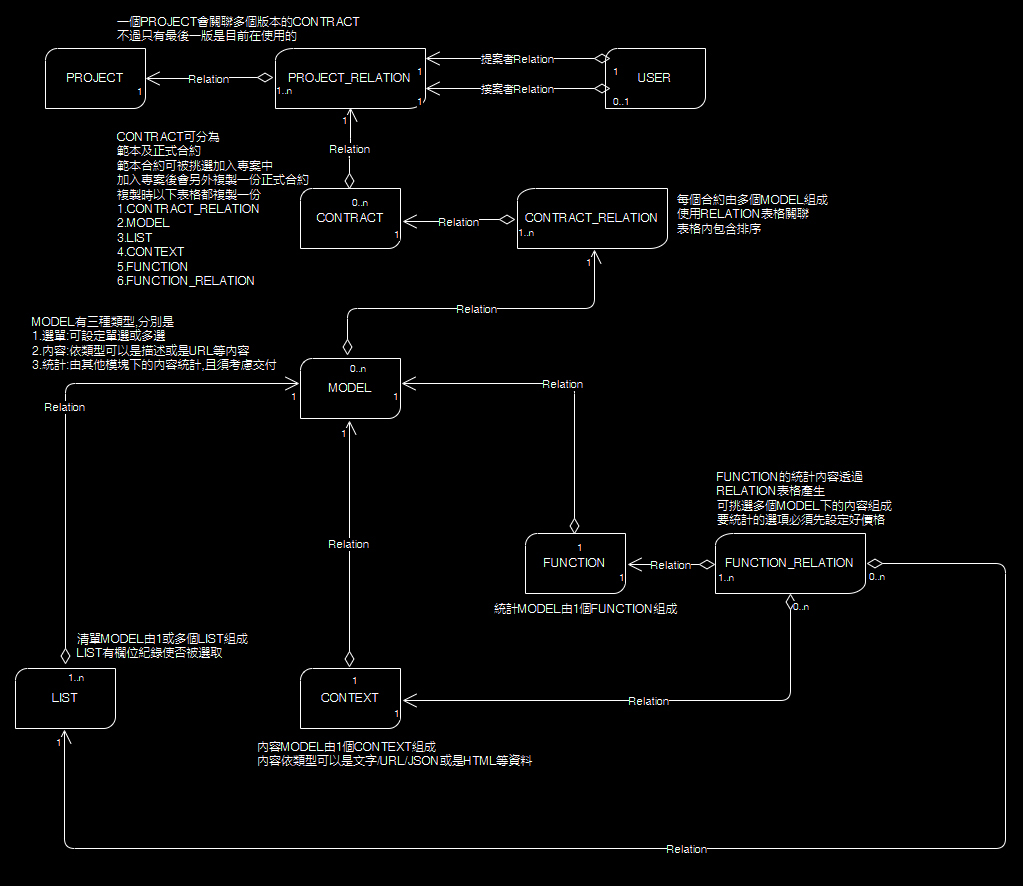 一個PROJECT會關聯多個版本的CONTRACT
不過只有最後一版是目前在使用的
PROJECT
1
Relation
PROJECT_RELATION
1..n
1
1
提案者Relation
接案者Relation
USER
1
0..1
1
Relation
CONTRACT可分為
範本及正式合約
範本合約可被挑選加入專案中
加入專案後會另外複製一份正式合約
複製時以下表格都複製一份
1.CONTRACT_RELATION
2.MODEL
3.LIST
4.CONTEXT
5.FUNCTION
6.FUNCTION_RELATION
0..n
CONTRACT
1
Relation
CONTRACT_RELATION
1..n
1
每個合約由多個MODEL組成
使用RELATION表格關聯
表格內包含排序
Relation
MODEL有三種類型,分別是
1.選單:可設定單選或多選
2.內容:依類型可以是描述或是URL等內容
3.統計:由其他模塊下的內容統計,且須考慮交付
0..n
MODEL
1
1
1
Relation
Relation
Relation
FUNCTION的統計內容透過
RELATION表格產生
可挑選多個MODEL下的內容組成
要統計的選項必須先設定好價格
1
FUNCTION
1
Relation
FUNCTION_RELATION
1..n
0..n
0..n
統計MODEL由1個FUNCTION組成
清單MODEL由1或多個LIST組成
LIST有欄位紀錄使否被選取
1..n
LIST
1
1
CONTEXT
1
Relation
內容MODEL由1個CONTEXT組成
內容依類型可以是文字/URL/JSON或是HTML等資料
Relation